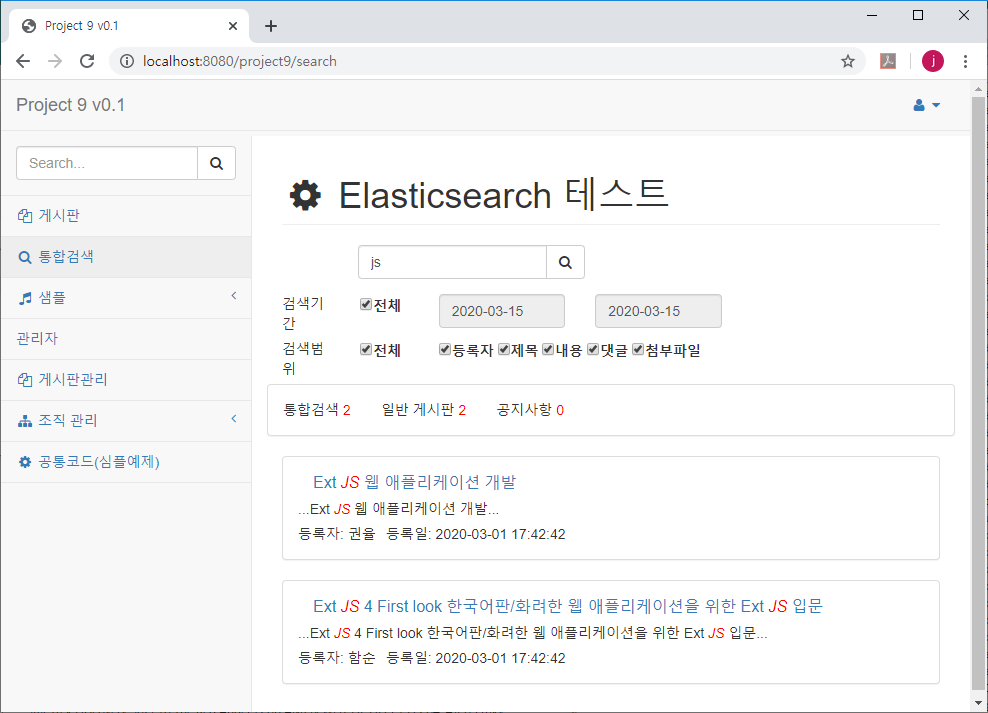 Project 9 v0.1
localhost:8080/project9/search
j
Project 9 v0.1
Search...
게시판
통합검색
샘플
관리자
게시판관리
조직 관리
공통코드(심플예제)
Elasticsearch 테스트
js
검색기간
전체 2020-03-15 2020-03-15
검색범위
전체 등록자 제목 내용 댓글 첨부파일
통합검색 2 일반 게시판 2 공지사항 0
Ext JS 웹 애플리케이션 개발
...Ext JS 웹 애플리케이션 개발...
등록자: 권율 등록일: 2020-03-01 17:42:42
Ext JS 4 First look 한국어판/화려한 웹 애플리케이션을 위한 Ext JS 입문
...Ext JS 4 First look 한국어판/화려한 웹 애플리케이션을 위한 Ext JS 입문...
등록자: 함순 등록일: 2020-03-01 17:42:42